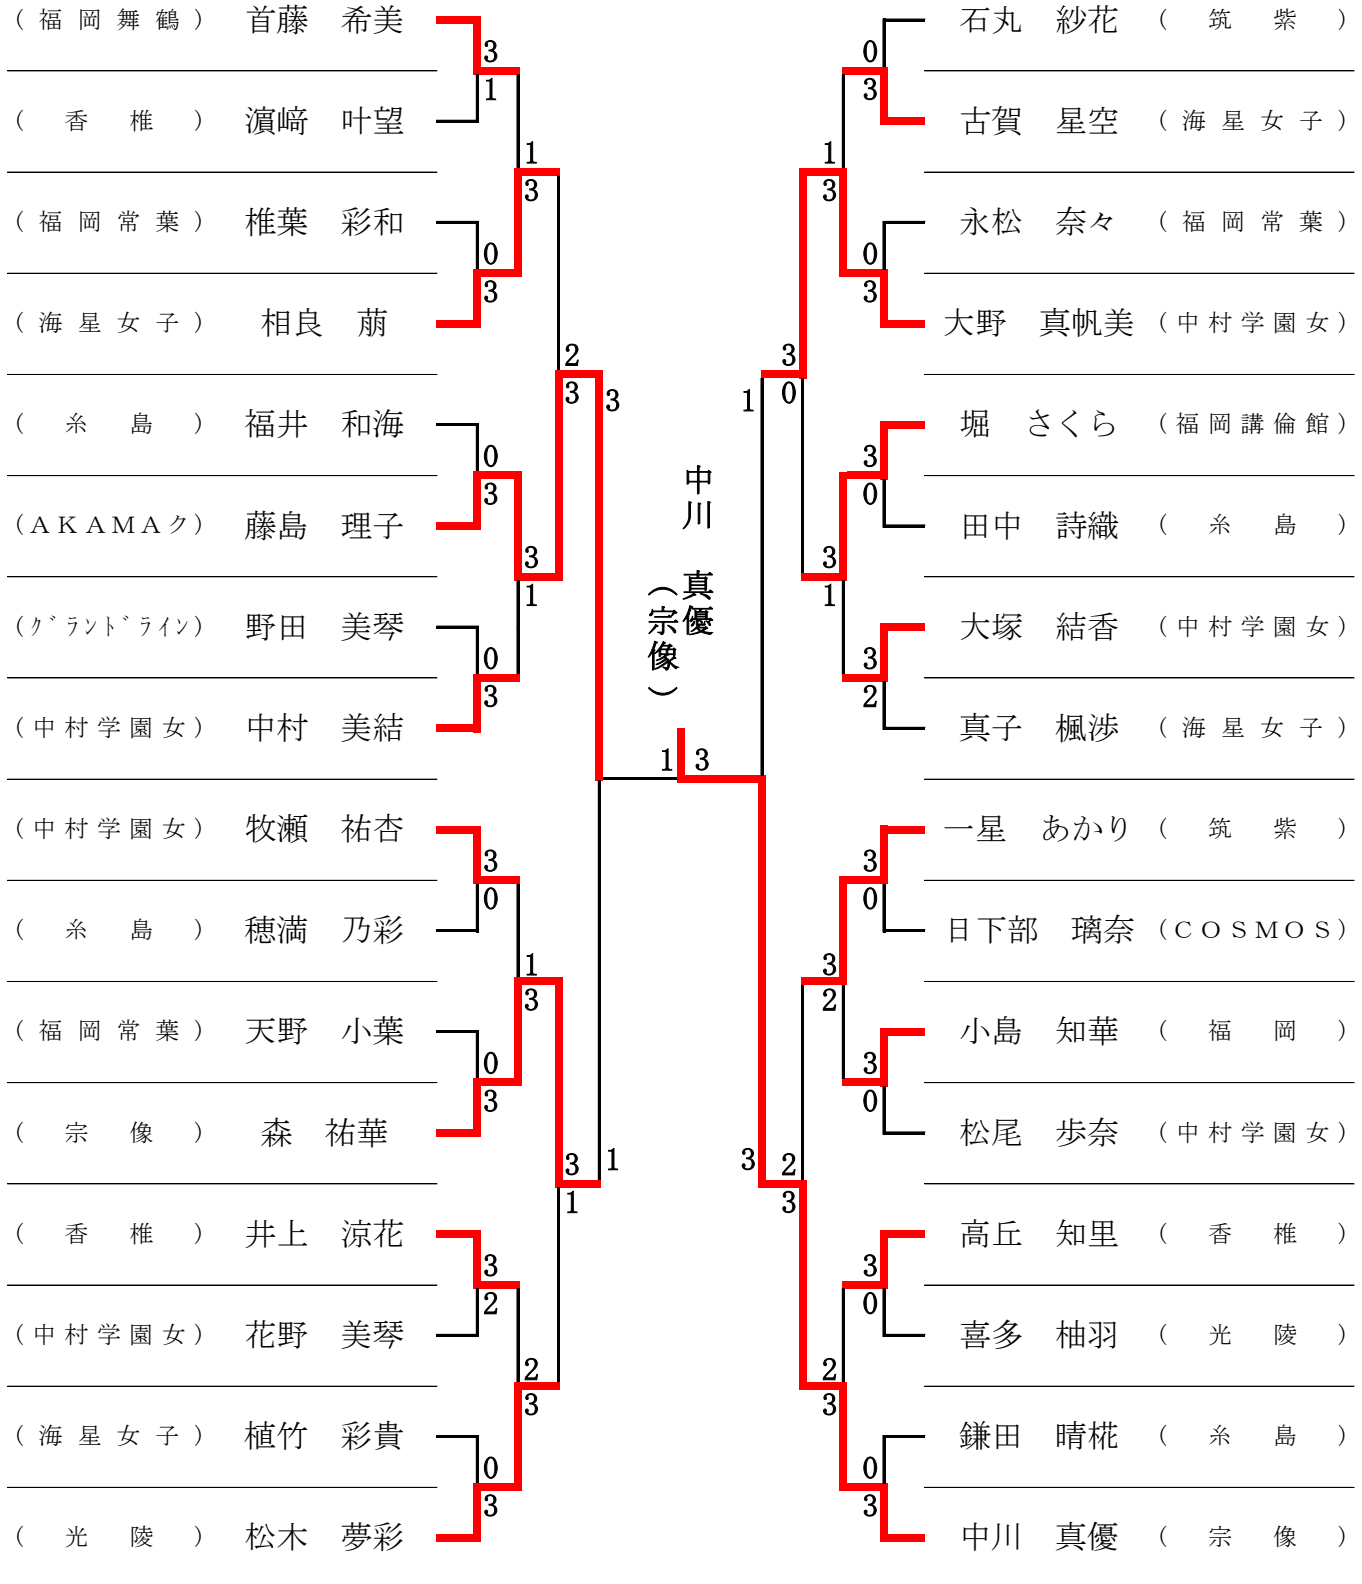 (福岡舞鶴) 首藤 希美
3
1
(香椎) 濵﨑 叶望
1
3
(福岡常葉) 椎葉 彩和
0
3
(海星女子) 相良 萠
2
3
3
(糸島) 福井 和海
0
3
(AKAMAク) 藤島 理子
3
1
(グランドライン) 野田 美琴
0
3
(中村学園女) 中村 美結
(中村学園女) 牧瀬 祐杏
3
0
(糸島) 穂満 乃彩
1
3
(福岡常葉) 天野 小葉
0
3
(宗像) 森 祐華
3
1
1
(香椎) 井上 涼花
3
2
(中村学園女) 花野 美琴
2
3
(海星女子) 植竹 彩貴
0
3
(光陵) 松木 夢彩
中川 真優
(宗像)
1 3
石丸 紗花 (筑紫)
0
3
古賀 星空 (海星女子)
1
3
永松 奈々 (福岡常葉)
0
3
大野 真帆美 (中村学園女)
3
0
1
堀 さくら (福岡講倫館)
3
0
田中 詩織 (糸島)
3
1
大塚 結香 (中村学園女)
3
2
真子 楓渉 (海星女子)
一星 あかり (筑紫)
3
0
日下部 璃奈 (COSMOS)
3
2
小島 知華 (福岡)
3
0
松尾 歩奈 (中村学園女)
3
2
3
高丘 知里 (香椎)
3
0
喜多 柚羽 (光陵)
2
3
鎌田 晴椛 (糸島)
0
3
中川 真優 (宗像)